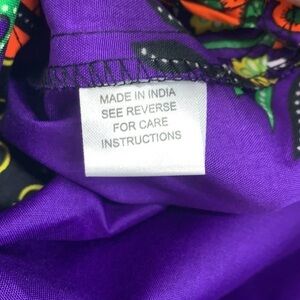 MADE IN INDIA
SEE REVERSE
FOR CARE
INSTRUCTIONS